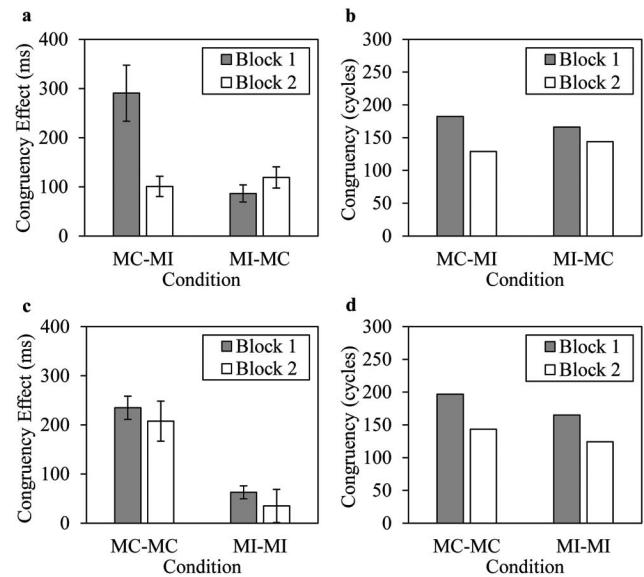 a
Congruency Effect (ms)
400
300
200
100
0
Block 1
Block 2
MC-MI
MI-MC
Condition
b
Congruency (cycles)
300
250
200
150
100
50
0
Block 1
Block 2
MC-MI
MI-MC
Condition
c
Congruency Effect (ms)
400
300
200
100
0
Block 1
Block 2
MC-MC
MI-MI
Condition
d
Congruency (cycles)
300
250
200
150
100
50
0
Block 1
Block 2
MC-MC
MI-MI
Condition